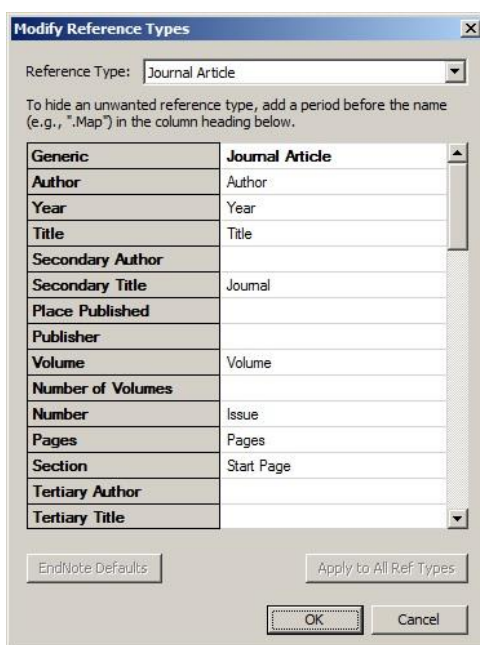 Modify Reference Types
Reference Type: Journal Article
To hide an unwanted reference type, add a period before the name
(e.g., ".Map") in the column heading below.
Generic Journal Article
Author Author
Year Year
Title Title
Secondary Author
Secondary Title Journal
Place Published
Publisher
Volume Volume
Number of Volumes
Number Issue
Pages Pages
Section Start Page
Tertiary Author
Tertiary Title
EndNote Defaults Apply to All Ref Types
OK Cancel